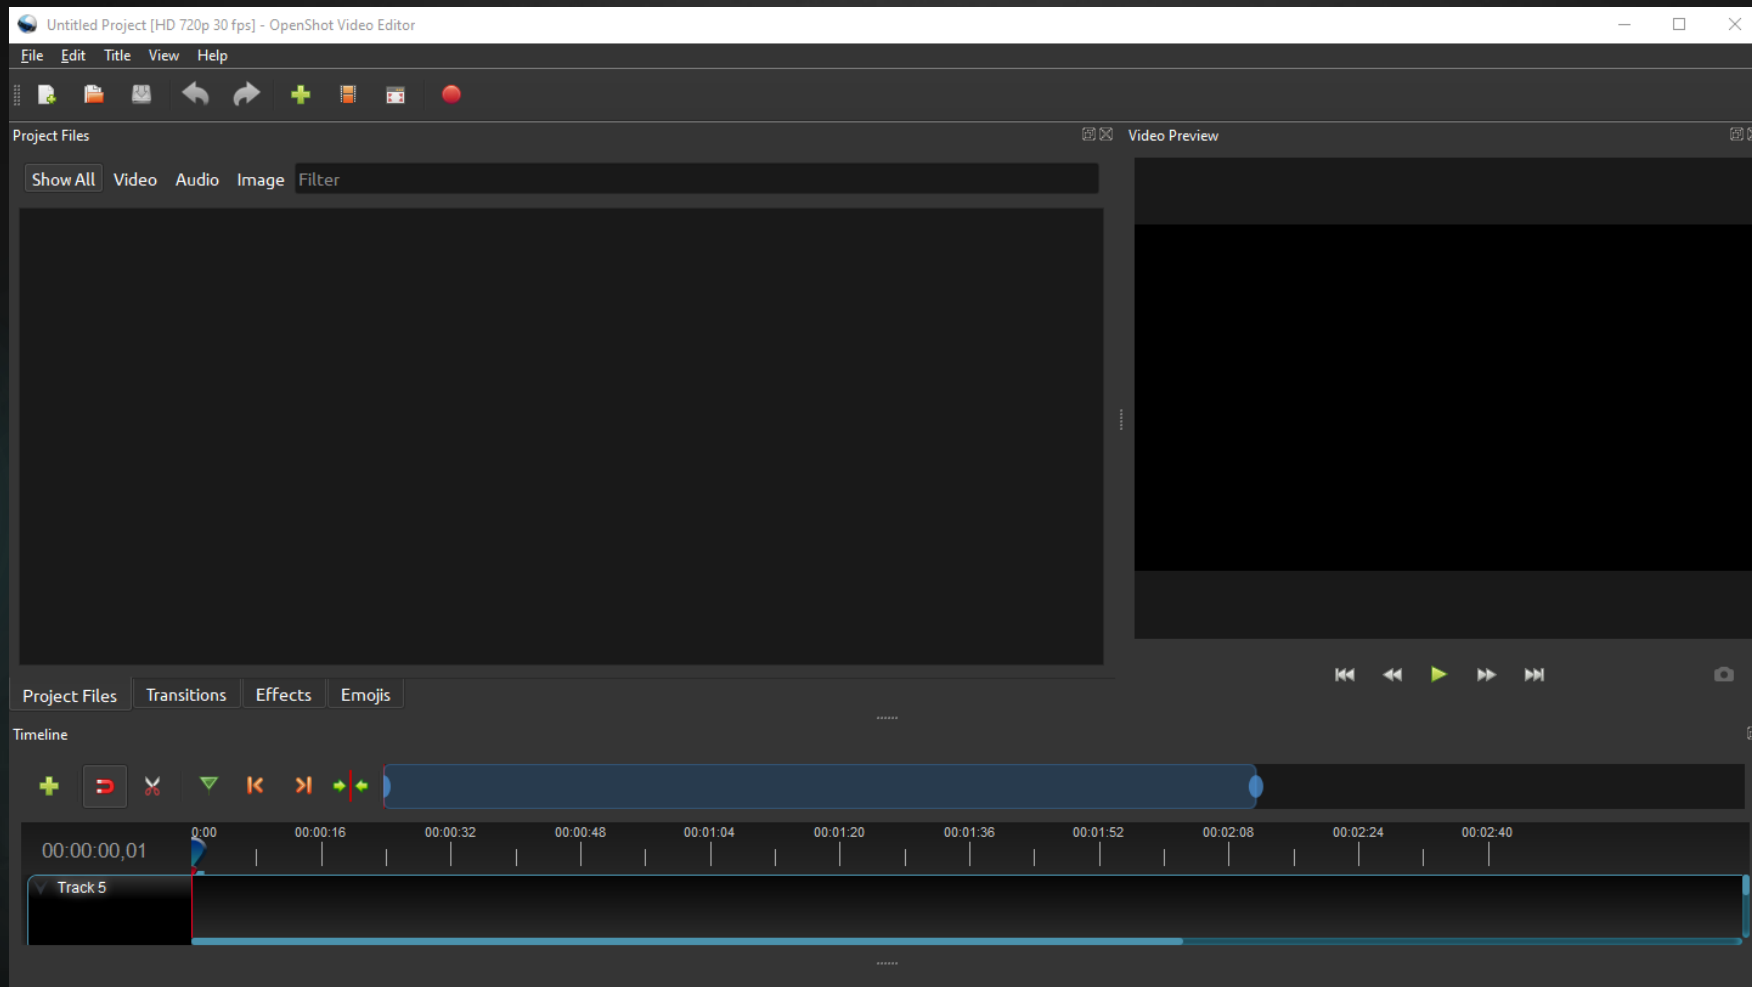 Untitled Project [HD 720p 30 fps] - OpenShot Video Editor
File Edit Title View Help
Project Files
Video Preview
Show All Video Audio Image Filter
Project Files Transitions Effects Emojis
Timeline
0:00 00:00:16 00:00:32 00:00:48 00:01:04 00:01:20 00:01:36 00:01:52 00:02:08 00:02:24 00:02:40
00:00:00,01
Track 5